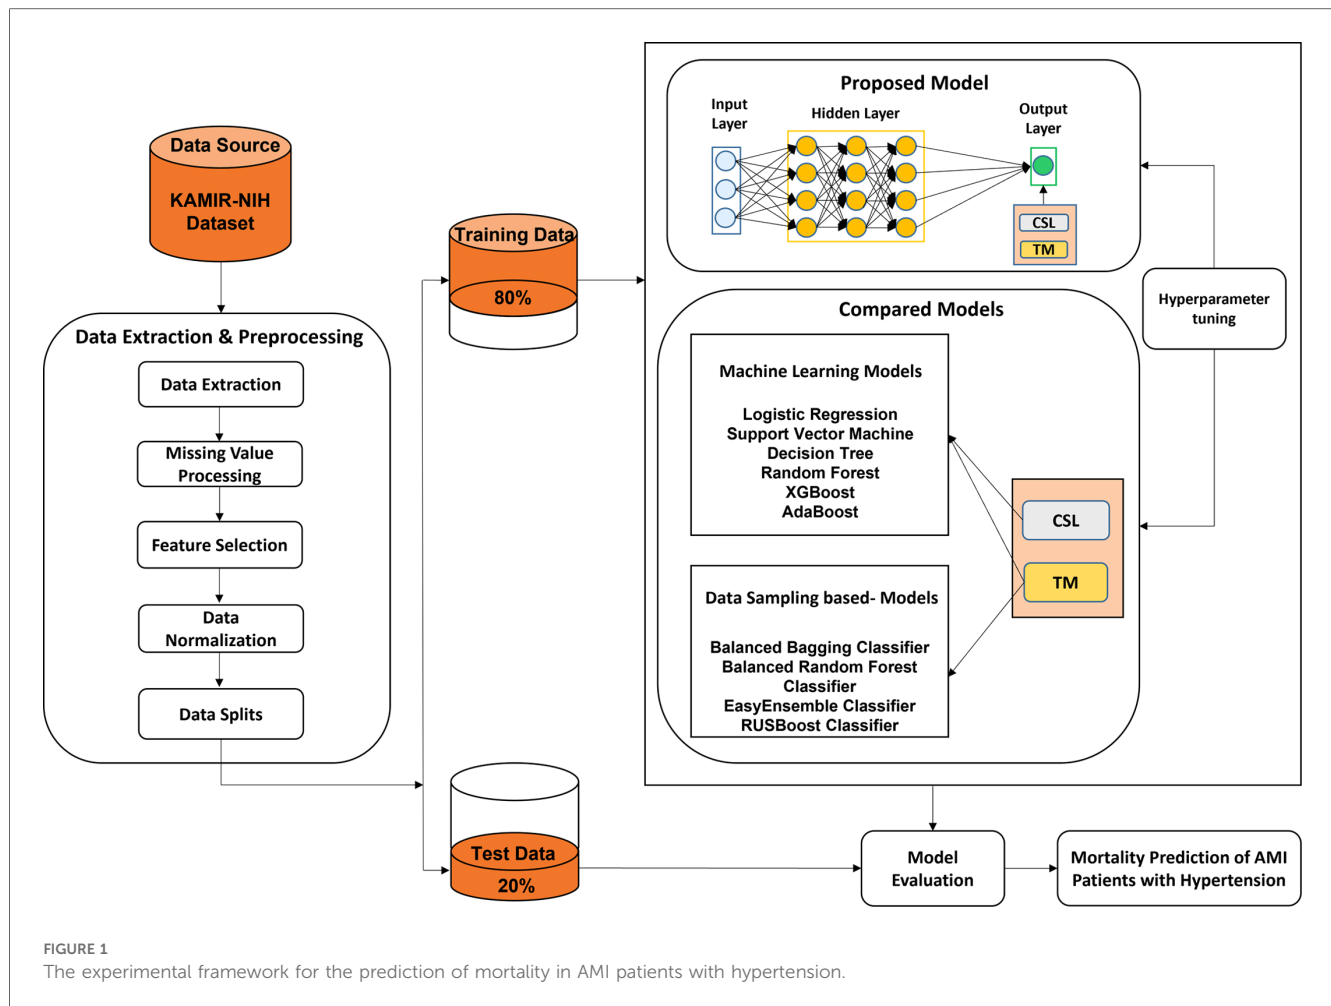 Data Source
KAMIR-NIH
Dataset
Data Extraction & Preprocessing
Data Extraction
Missing Value
Processing
Feature Selection
Data
Normalization
Data Splits
Training Data
80%
Test Data
20%
Proposed Model
Input
Layer
Hidden Layer
Output
Layer
CSL
TM
Hyperparameter
tuning
Compared Models
Machine Learning Models
Logistic Regression
Support Vector Machine
Decision Tree
Random Forest
XGBoost
AdaBoost
CSL
TM
Data Sampling based- Models
Balanced Bagging Classifier
Balanced Random Forest
Classifier
EasyEnsemble Classifier
RUSBoost Classifier
Model
Evaluation
Mortality Prediction of AMI
Patients with Hypertension
FIGURE 1
The experimental framework for the prediction of mortality in AMI patients with hypertension.